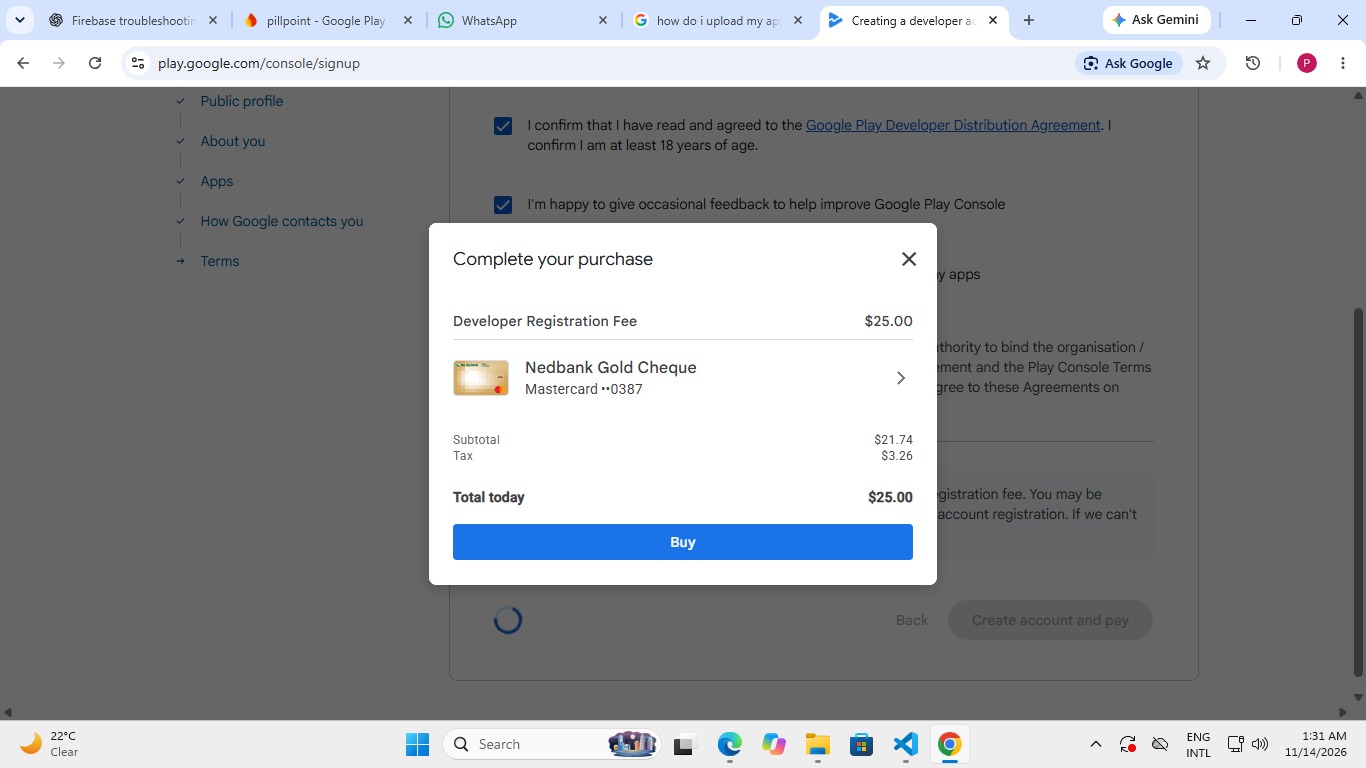 Firebase troubleshootin
pillpoint - Google Play
WhatsApp
how do i upload my ap
Creating a developer ac
Ask Gemini
play.google.com/console/signup
Ask Google
P
Public profile
About you
Apps
How Google contacts you
Terms
I confirm that I have read and agreed to the Google Play Developer Distribution Agreement. I
confirm I am at least 18 years of age.
I'm happy to give occasional feedback to help improve Google Play Console
y apps
thority to bind the organisation /
ement and the Play Console Terms
gree to these Agreements on
egistration fee. You may be
account registration. If we can't
Complete your purchase
Developer Registration Fee $25.00
Nedbank Gold Cheque
Mastercard ••0387
Subtotal $21.74
Tax $3.26
Total today $25.00
Buy
Back
Create account and pay
22°C
Clear
Search
ENG
INTL
1:31 AM
11/14/2026